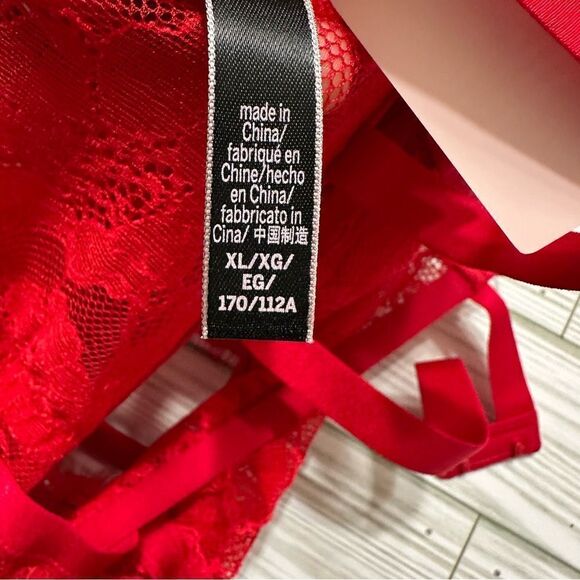 made in
China/
fabriqué en
Chine/hecho
en China/
fabbricato in
Cina/ 中国制造
XL/XG/
EG/
170/112A